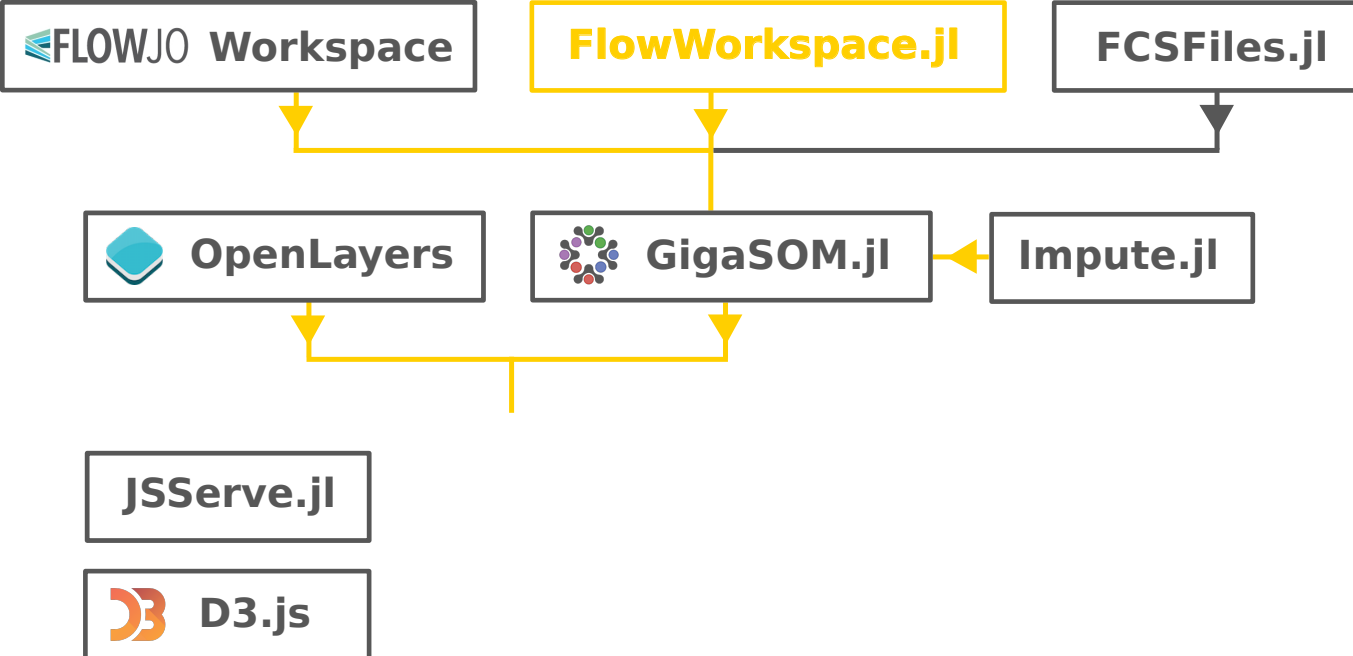 FLOWJO Workspace
FlowWorkspace.jl
FCSFiles.jl
OpenLayers
GigaSOM.jl
Impute.jl
JSServe.jl
D3.js